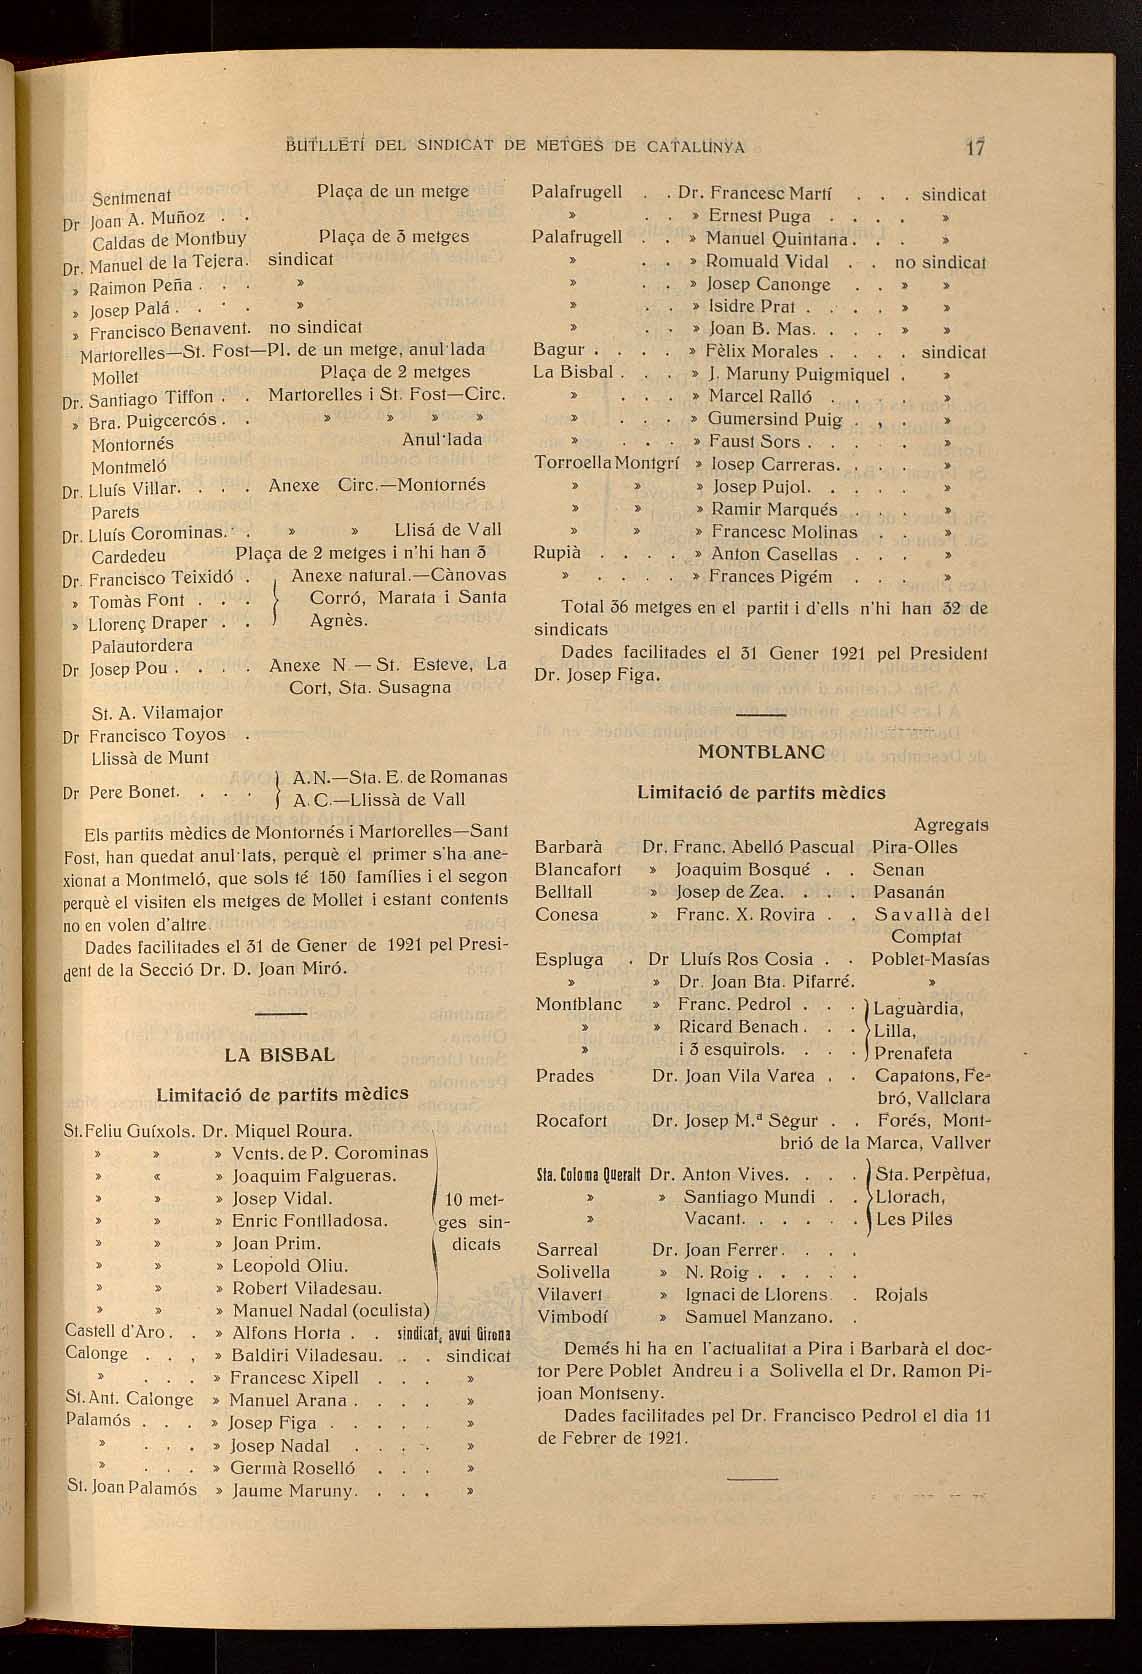 BUTLLETÍ DEL SINDICAT DE METGES DE CATALUNYA 17
Sentmenat Plaça de un metge
Dr Joan A. Muñoz . .
Caldas de Montbuy Plaça de 3 metges
Dr. Manuel de la Tejera. sindicat
» Raimon Peña . . . »
» Josep Palá . . . »
» Francisco Benavent. no sindicat
Martorelles—St. Fost—Pl. de un metge, anul·lada
Mollet Plaça de 2 metges
Dr. Santiago Tiffon . . Martorelles i St. Fost—Circ.
» Bra. Puigcercós . . » » » »
Montornés Anul·lada
Montmeló
Dr. Lluís Villar. . . . Anexe Circ.—Montornés
Parets
Dr. Lluís Corominas. . » » Llisá de Vall
Cardedeu Plaça de 2 metges i n'hi han 3
Dr. Francisco Teixidó . Anexe natural.—Cànovas
» Tomàs Font . . . } Corró, Marata i Santa
» Llorenç Draper . . Agnès.
Palautordera
Dr Josep Pou . . . . Anexe N.—St. Esteve, La
Cort, Sta. Susagna
St. A. Vilamajor
Dr Francisco Toyos .
Llissà de Munt
Dr Pere Bonet. . . . { A.N.—Sta. E. de Romanas
A. C.—Llissà de Vall
Els partits mèdics de Montornés i Martorelles—Sant
Fost, han quedat anul·lats, perquè el primer s'ha ane-
xionat a Montmeló, que sols té 150 famílies i el segon
perquè el visiten els metges de Mollet i estant contents
no en volen d'altre.
Dades facilitades el 31 de Gener de 1921 pel Presi-
dent de la Secció Dr. D. Joan Miró.
LA BISBAL
Limitació de partits mèdics
St. Feliu Guíxols. Dr. Miquel Roura.
» » » Vcnts. de P. Corominas
» « » Joaquim Falgueras.
» » » Josep Vidal. 10 met-
» » » Enric Fontlladosa. ges sin-
» » » Joan Prim. dicats
» » » Leopold Oliu.
» » » Robert Viladesau.
» » » Manuel Nadal (oculista)
Castell d'Aro. . » Alfons Horta . . sindicat, avui Girona
Calonge . . , » Baldiri Viladesau. . . sindicat
» . . . » Francesc Xipell . . . »
St. Ant. Calonge » Manuel Arana . . . . »
Palamós . . . » Josep Figa . . . . . »
» . . . » Josep Nadal . . . . »
» . . . » Germà Roselló . . . »
St. Joan Palamós » Jaume Maruny. . . . »
Palafrugell . . Dr. Francesc Martí . . . sindicat
» . . » Ernest Puga . . . . »
Palafrugell . . » Manuel Quintana. . . »
» . . » Romuald Vidal . . no sindicat
» . . » Josep Canonge . . » »
» . . » Isidre Prat . . . . » »
» . . » Joan B. Mas. . . . » »
Bagur . . . . » Fèlix Morales . . . . sindicat
La Bisbal . . . » J. Maruny Puigmiquel . »
» . . . » Marcel Ralló . . . . »
» . . . » Gumersind Puig . , . »
» . . . » Faust Sors . . . . . »
Torroella Montgrí » Josep Carreras. . . . »
» » » Josep Pujol. . . . . . »
» » » Ramir Marqués . . . »
» » » Francesc Molinas . . »
Rupià . . . . » Anton Casellas . . . »
» . . . . » Frances Pigém . . . »
Total 36 metges en el partit i d'ells n'hi han 32 de
sindicats
Dades facilitades el 31 Gener 1921 pel President
Dr. Josep Figa.
MONTBLANC
Limitació de partits mèdics
Agregats
Barbarà Dr. Franc. Abelló Pascual Pira-Olles
Blancafort » Joaquim Bosqué . . Senan
Belltall » Josep de Zea. . . . Pasanán
Conesa » Franc. X. Rovira . . Savallà del
Comptat
Espluga . Dr Lluís Ros Cosia . . Poblet-Masías
» » Dr. Joan Bta. Pifarré. »
Montblanc » Franc. Pedrol . . . Laguàrdia,
» » Ricard Benach. . . . } Lilla,
» i 3 esquirols. . . . . Prenafeta
Prades Dr. Joan Vila Varea . . Capatons, Fe-
bró, Vallclara
Rocafort Dr. Josep M.ª Ségur . . Forés, Mont-
brió de la Marca, Vallver
Sta. Coloma Queralt Dr. Anton Vives. . . . Sta. Perpètua,
» » Santiago Mundi . . } Llorach,
» Vacant. . . . . . Les Piles
Sarreal Dr. Joan Ferrer. . . .
Solivella » N. Roig . . . . .
Vilavert » Ignaci de Llorens . . Rojals
Vimbodí » Samuel Manzano. .
Demés hi ha en l'actualitat a Pira i Barbarà el doc-
tor Pere Poblet Andreu i a Solivella el Dr. Ramon Pi-
joan Montseny.
Dades facilitades pel Dr. Francisco Pedrol el dia 11
de Febrer de 1921.